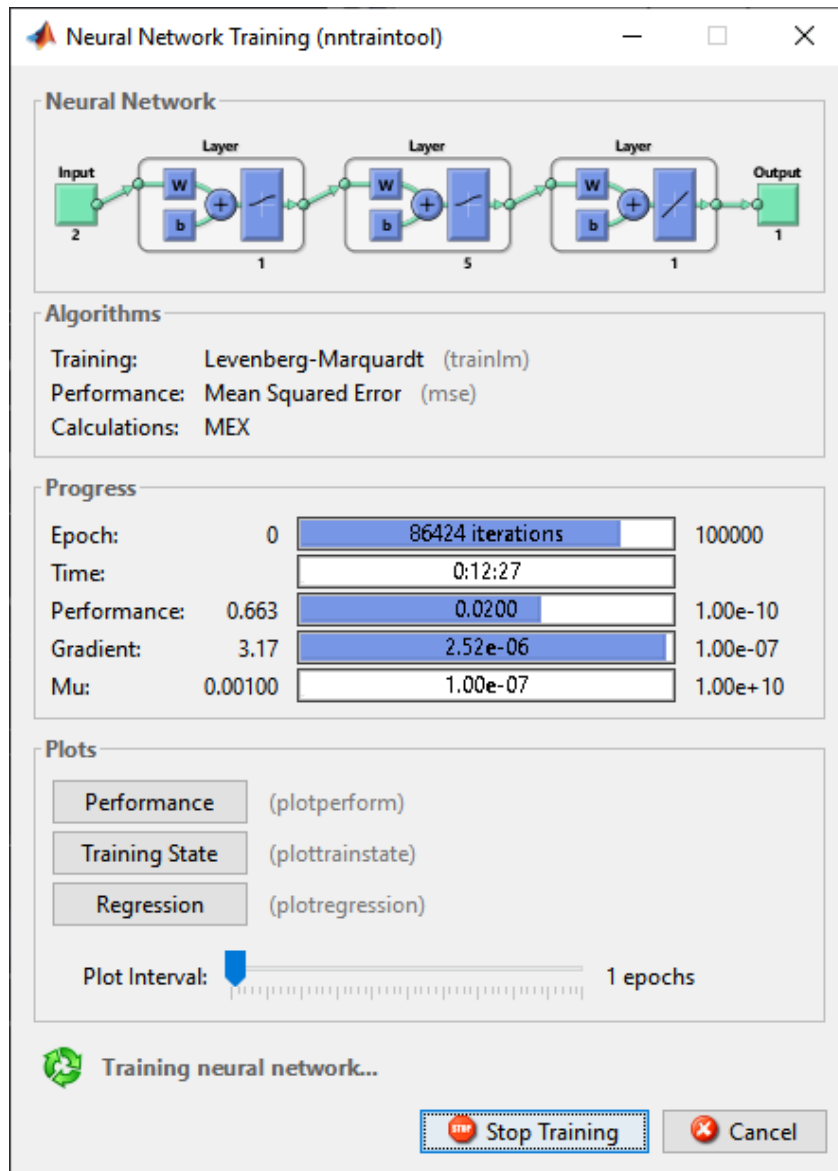 Neural Network Training (nntraintool)
Neural Network
Layer Layer Layer
Input Output
W W W
+ + +
b b b
2 1
1 5 1
Algorithms
Training: Levenberg-Marquardt (trainlm)
Performance: Mean Squared Error (mse)
Calculations: MEX
Progress
Epoch: 0 86424 iterations 100000
Time: 0:12:27
Performance: 0.663 0.0200 1.00e-10
Gradient: 3.17 2.52e-06 1.00e-07
Mu: 0.00100 1.00e-07 1.00e+10
Plots
Performance (plotperform)
Training State (plottrainstate)
Regression (plotregression)
Plot Interval: 1 epochs
Training neural network...
STOP Stop Training Cancel